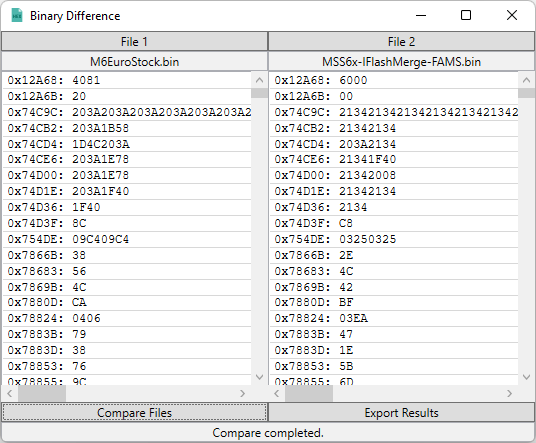 Binary Difference
File 1
File 2
M6EuroStock.bin
MSS6x-IFlashMerge-FAMS.bin
0x12A68: 4081
0x12A6B: 20
0x74C9C: 203A203A203A203A203A203A2
0x74CB2: 203A1B58
0x74CD4: 1D4C203A
0x74CE6: 203A1E78
0x74D00: 203A1E78
0x74D1E: 203A1F40
0x74D36: 1F40
0x74D3F: 8C
0x754DE: 09C409C4
0x7866B: 38
0x78683: 56
0x7869B: 4C
0x7880D: CA
0x78824: 0406
0x7883B: 79
0x7883D: 38
0x78853: 76
0x78855: 9C
0x12A68: 6000
0x12A6B: 00
0x74C9C: 2134213421342134213421342
0x74CB2: 21342134
0x74CD4: 203A2134
0x74CE6: 21341F40
0x74D00: 21342008
0x74D1E: 21342134
0x74D36: 2134
0x74D3F: C8
0x754DE: 03250325
0x7866B: 2E
0x78683: 4C
0x7869B: 42
0x7880D: BF
0x78824: 03EA
0x7883B: 47
0x7883D: 1E
0x78853: 5B
0x78855: 6D
Compare Files
Export Results
Compare completed.